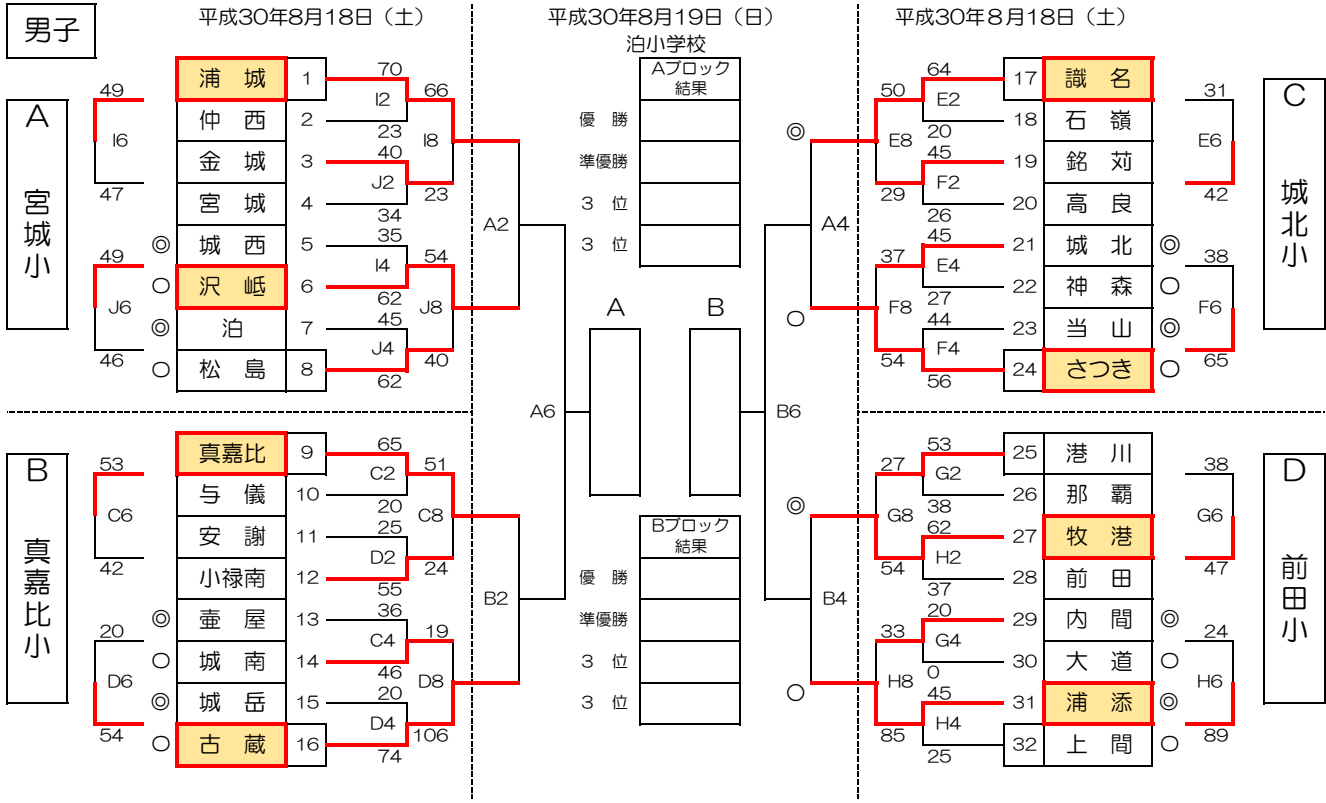 男子
平成30年8月18日（土）
平成30年8月19日（日）
泊小学校
平成30年８月18日（土）
A
宮城小
49
I6
47
49
J6
46
浦　城 1
仲　西 2
金　城 3
宮　城 4
◎ 城　西 5
○ 沢　岻 6
◎ 泊 7
○ 松　島 8
70
I2
23
40
J2
34
35
I4
62
45
J4
62
66
I8
23
54
J8
40
A2
B
真嘉比小
53
C6
42
20
D6
54
真嘉比 9
与　儀 10
安　謝 11
小禄南 12
◎ 壷　屋 13
○ 城　南 14
◎ 城　岳 15
○ 古　蔵 16
65
C2
20
25
D2
55
36
C4
46
20
D4
74
51
C8
24
19
D8
106
B2
A6
Aブロック
結果
優　勝
準優勝
３　位
３　位
A
B
Bブロック
結果
優　勝
準優勝
３　位
３　位
B6
◎
A4
○
50
E8
29
37
F8
54
64
E2
20
45
F2
26
45
E4
27
44
F4
56
17 識　名
18 石　嶺
19 銘　苅
20 高　良
21 城　北 ◎
22 神　森 ○
23 当　山 ◎
24 さつき ○
31
E6
42
38
F6
65
C
城北小
◎
B4
○
27
G8
54
33
H8
85
53
G2
38
62
H2
37
20
G4
0
45
H4
25
25 港　川
26 那　覇
27 牧　港
28 前　田
29 内　間 ◎
30 大　道 ○
31 浦　添 ◎
32 上　間 ○
38
G6
47
24
H6
89
D
前田小